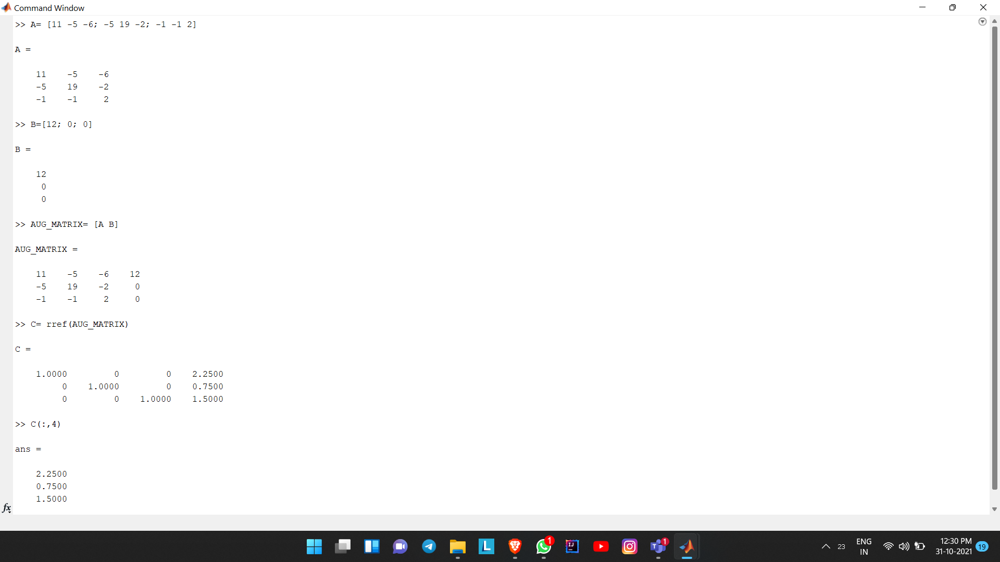 Command Window
>> A= [11 -5 -6; -5 19 -2; -1 -1 2]
A =
11 -5 -6
-5 19 -2
-1 -1 2
>> B=[12; 0; 0]
B =
12
0
0
>> AUG_MATRIX= [A B]
AUG_MATRIX =
11 -5 -6 12
-5 19 -2 0
-1 -1 2 0
>> C= rref(AUG_MATRIX)
C =
1.0000 0 0 2.2500
0 1.0000 0 0.7500
0 0 1.0000 1.5000
>> C(:,4)
ans =
2.2500
0.7500
1.5000
fx
L
1
IJ
T
1
23
ENG
IN
12:30 PM
31-10-2021
19